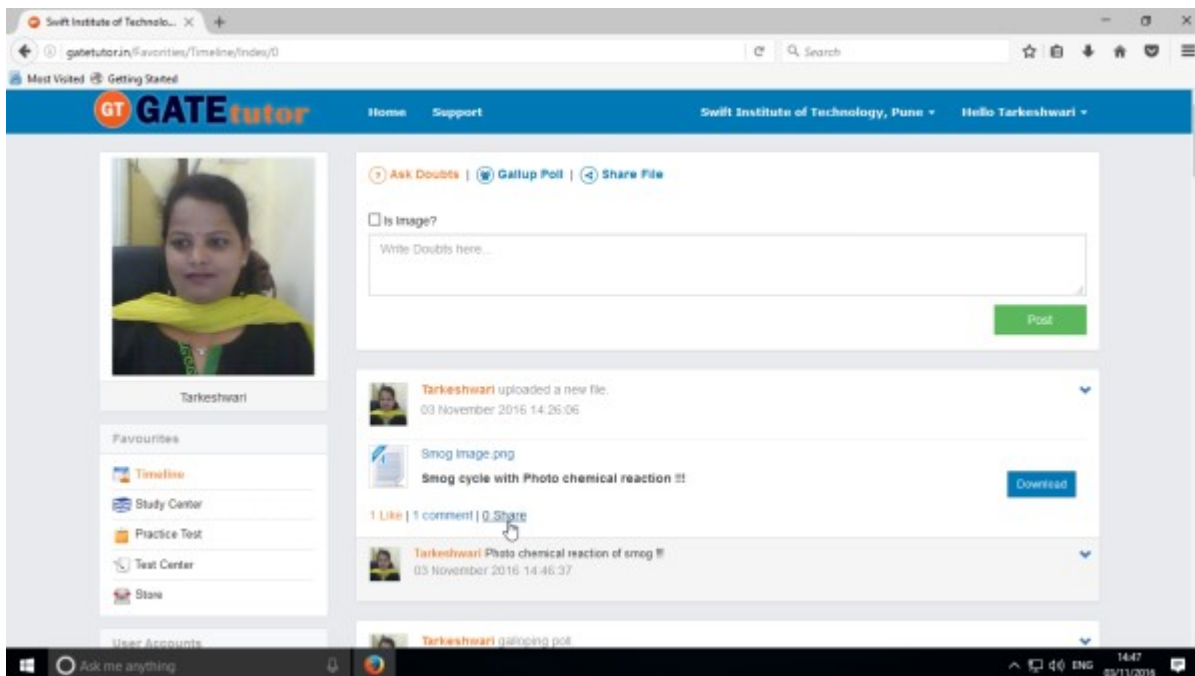 Swift Institute of Technolo...
gatetutor.in/Favorities/Timeline/Index/0
Search
Most Visited Getting Started
GT GATEtutor Home Support Swift Institute of Technology, Pune Hello Tarkeshwari
? Ask Doubts | Gallup Poll | Share File
Is Image?
Write Doubts here...
Post
Tarkeshwari
Favourites
Timeline
Study Center
Practice Test
Test Center
Store
User Accounts
Tarkeshwari uploaded a new file.
03 November 2016 14:26:06
Smog Image.png
Smog cycle with Photo chemical reaction !!!
Download
1 Like | 1 comment | 0 Share
Tarkeshwari Photo chemical reaction of smog !!!
03 November 2016 14:46:37
Tarkeshwari galloping poll
Ask me anything
ENG
14:47
03/11/2016